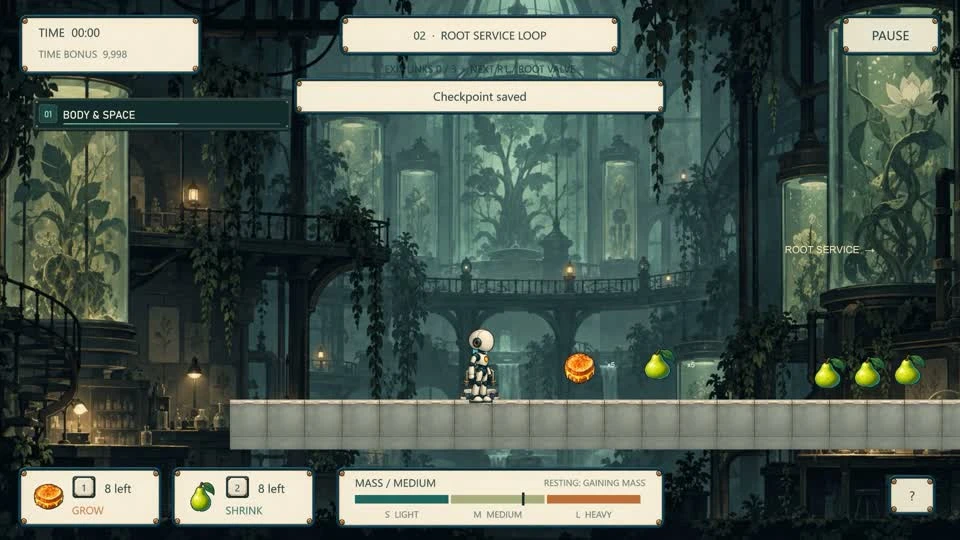 TIME 00:00
TIME BONUS 9,998
02 · ROOT SERVICE LOOP
PAUSE
Checkpoint saved
01 BODY & SPACE
ROOT SERVICE →
x5
x5
1 8 left
GROW
2 8 left
SHRINK
MASS / MEDIUM RESTING: GAINING MASS
S LIGHT M MEDIUM L HEAVY
?